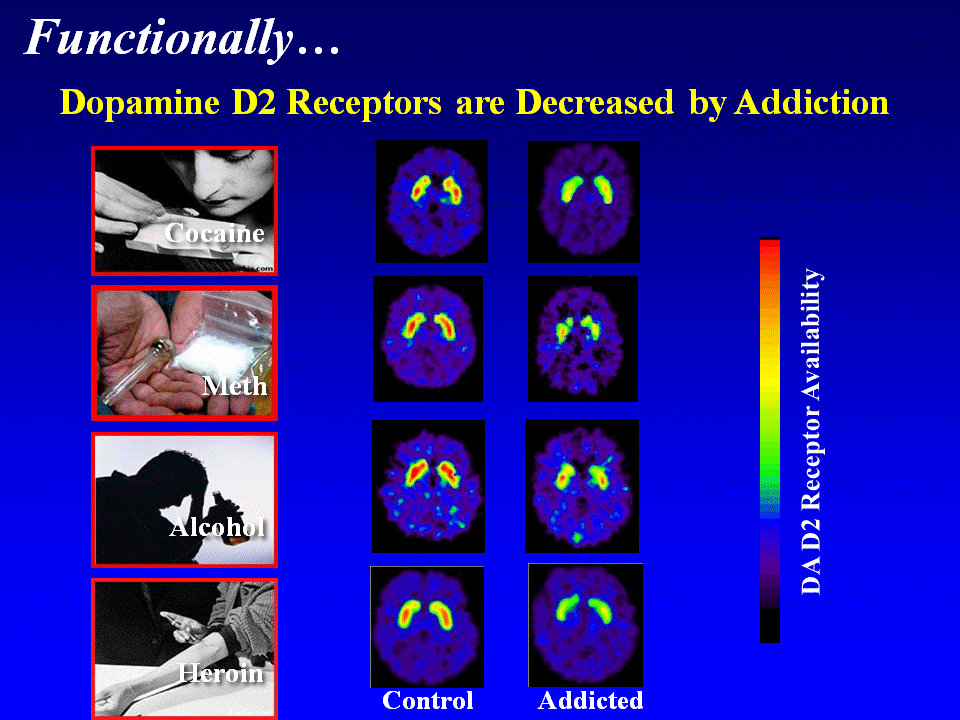 Functionally…
Dopamine D2 Receptors are Decreased by Addiction
Cocaine
Meth
Alcohol
Heroin
Control
Addicted
DA D2 Receptor Availability